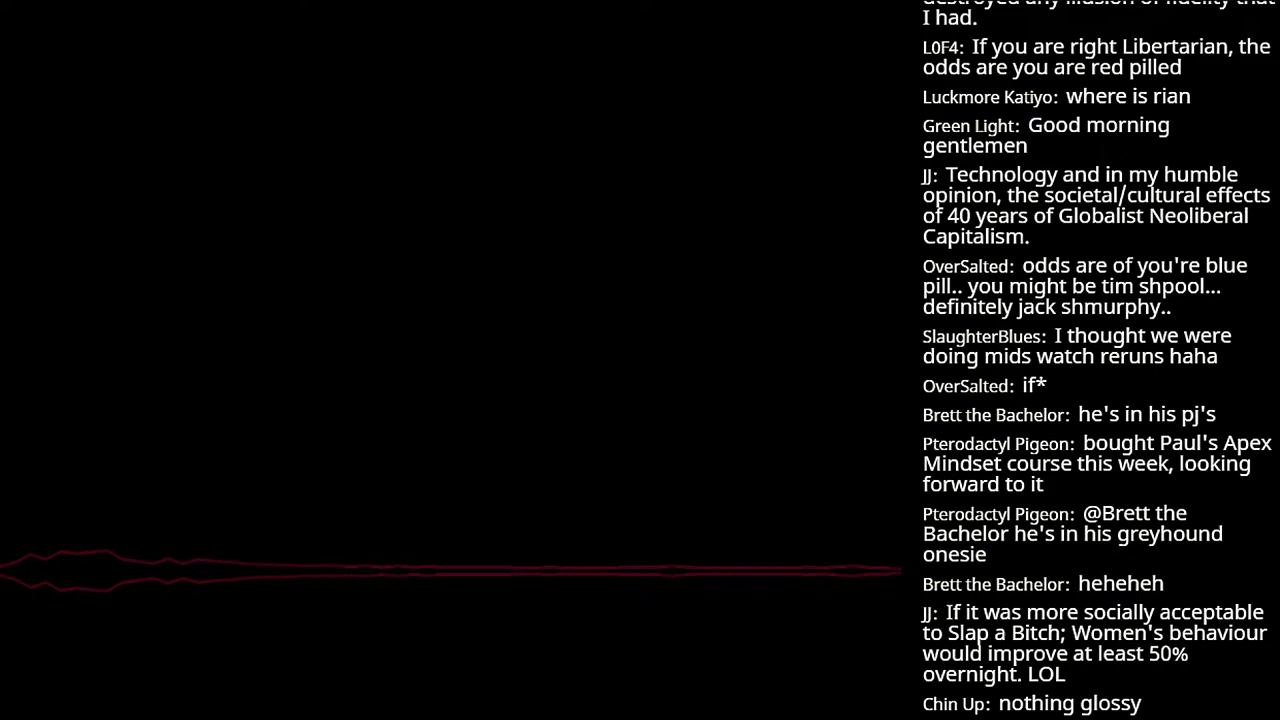 destroyed any illusion of fidelity that
I had.
L0F4: If you are right Libertarian, the
odds are you are red pilled
Luckmore Katiyo: where is rian
Green Light: Good morning
gentlemen
JJ: Technology and in my humble
opinion, the societal/cultural effects
of 40 years of Globalist Neoliberal
Capitalism.
OverSalted: odds are of you're blue
pill.. you might be tim shpool...
definitely jack shmurphy..
SlaughterBlues: I thought we were
doing mids watch reruns haha
OverSalted: if*
Brett the Bachelor: he's in his pj's
Pterodactyl Pigeon: bought Paul's Apex
Mindset course this week, looking
forward to it
Pterodactyl Pigeon: @Brett the
Bachelor he's in his greyhound
onesie
Brett the Bachelor: heheheh
JJ: If it was more socially acceptable
to Slap a Bitch; Women's behaviour
would improve at least 50%
overnight. LOL
Chin Up: nothing glossy